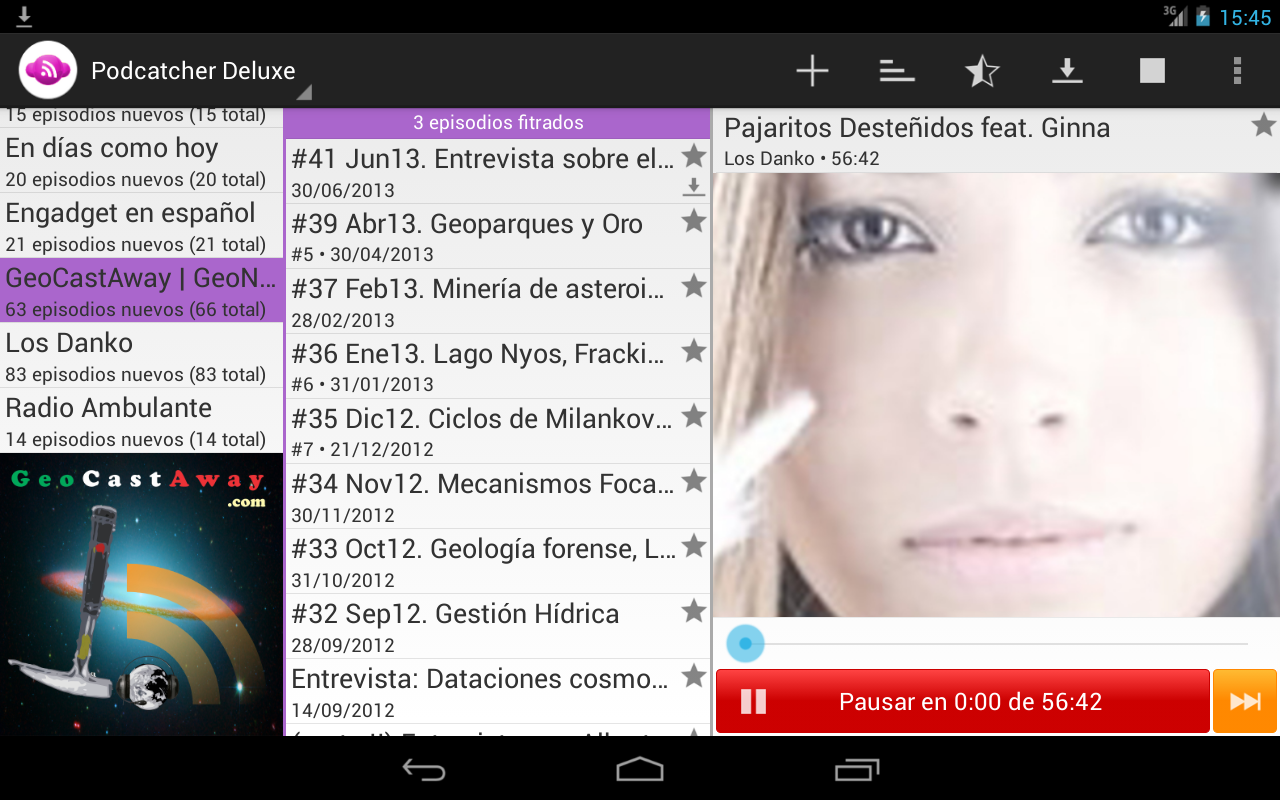 3G
15:45
Podcatcher Deluxe
15 episodios nuevos (15 total)
En días como hoy
20 episodios nuevos (20 total)
Engadget en español
21 episodios nuevos (21 total)
GeoCastAway | GeoN...
63 episodios nuevos (66 total)
Los Danko
83 episodios nuevos (83 total)
Radio Ambulante
14 episodios nuevos (14 total)
GeoCastAway
.com
3 episodios fitrados
#41 Jun13. Entrevista sobre el...
30/06/2013
#39 Abr13. Geoparques y Oro
#5 • 30/04/2013
#37 Feb13. Minería de asteroi...
28/02/2013
#36 Ene13. Lago Nyos, Fracki...
#6 • 31/01/2013
#35 Dic12. Ciclos de Milankov...
#7 • 21/12/2012
#34 Nov12. Mecanismos Foca...
30/11/2012
#33 Oct12. Geología forense, L...
31/10/2012
#32 Sep12. Gestión Hídrica
28/09/2012
Entrevista: Dataciones cosmo...
14/09/2012
Pajaritos Desteñidos feat. Ginna
Los Danko • 56:42
Pausar en 0:00 de 56:42